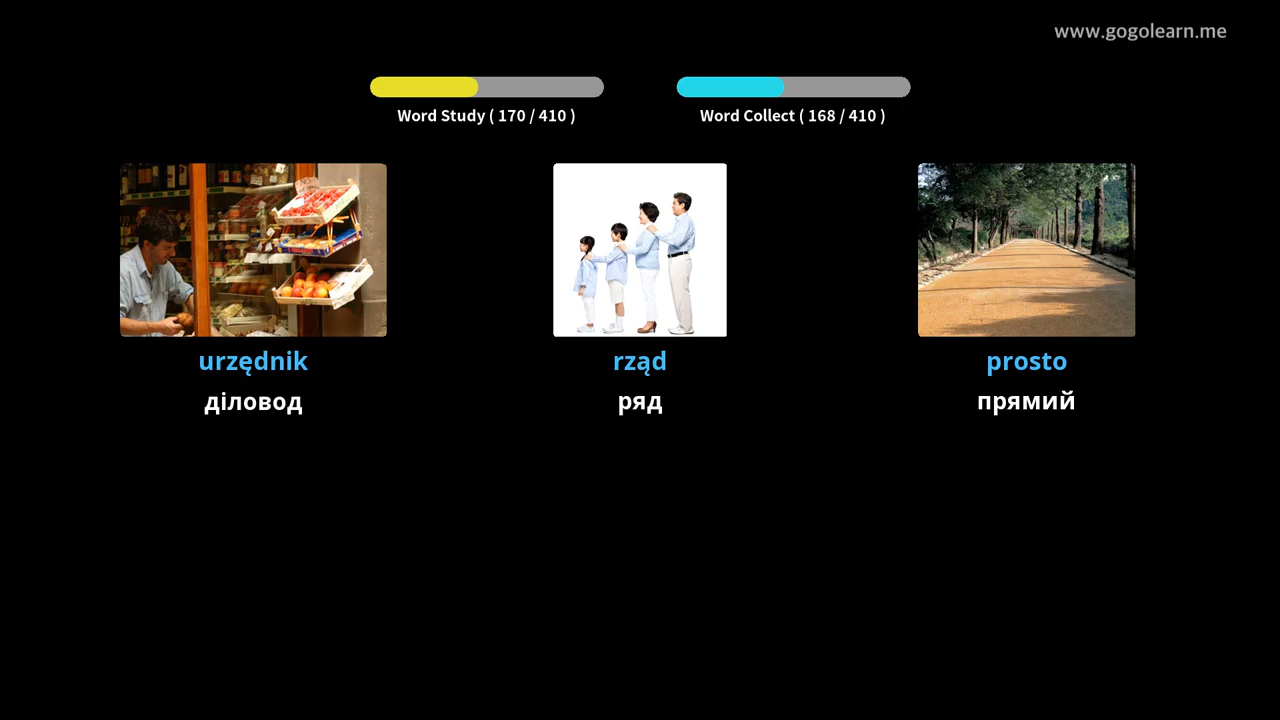 www.gogolearn.me
Word Study ( 170 / 410 )
Word Collect ( 168 / 410 )
urzędnik
rząd
prosto
діловод
ряд
прямий